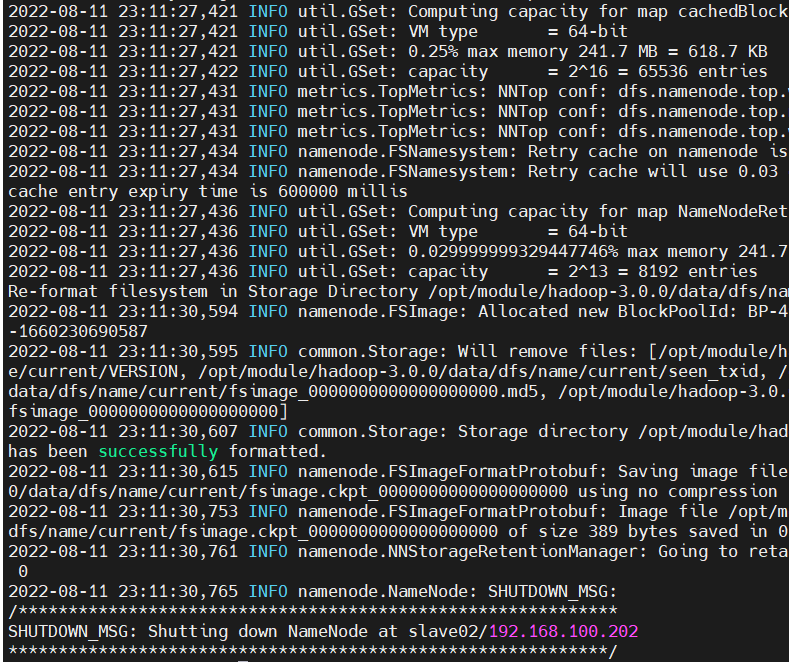 2022-08-11 23:11:27,421 INFO util.GSet: Computing capacity for map cachedBlock
2022-08-11 23:11:27,421 INFO util.GSet: VM type       = 64-bit
2022-08-11 23:11:27,421 INFO util.GSet: 0.25% max memory 241.7 MB = 618.7 KB
2022-08-11 23:11:27,422 INFO util.GSet: capacity      = 2^16 = 65536 entries
2022-08-11 23:11:27,431 INFO metrics.TopMetrics: NNTop conf: dfs.namenode.top.
2022-08-11 23:11:27,431 INFO metrics.TopMetrics: NNTop conf: dfs.namenode.top.
2022-08-11 23:11:27,431 INFO metrics.TopMetrics: NNTop conf: dfs.namenode.top.
2022-08-11 23:11:27,434 INFO namenode.FSNamesystem: Retry cache on namenode is
2022-08-11 23:11:27,434 INFO namenode.FSNamesystem: Retry cache will use 0.03
cache entry expiry time is 600000 millis
2022-08-11 23:11:27,436 INFO util.GSet: Computing capacity for map NameNodeRet
2022-08-11 23:11:27,436 INFO util.GSet: VM type       = 64-bit
2022-08-11 23:11:27,436 INFO util.GSet: 0.029999999329447746% max memory 241.7
2022-08-11 23:11:27,436 INFO util.GSet: capacity      = 2^13 = 8192 entries
Re-format filesystem in Storage Directory /opt/module/hadoop-3.0.0/data/dfs/na
2022-08-11 23:11:30,594 INFO namenode.FSImage: Allocated new BlockPoolId: BP-4
-1660230690587
2022-08-11 23:11:30,595 INFO common.Storage: Will remove files: [/opt/module/h
e/current/VERSION, /opt/module/hadoop-3.0.0/data/dfs/name/current/seen_txid, /
data/dfs/name/current/fsimage_0000000000000000000.md5, /opt/module/hadoop-3.0.
fsimage_0000000000000000000]
2022-08-11 23:11:30,607 INFO common.Storage: Storage directory /opt/module/had
has been successfully formatted.
2022-08-11 23:11:30,615 INFO namenode.FSImageFormatProtobuf: Saving image file
0/data/dfs/name/current/fsimage.ckpt_0000000000000000000 using no compression
2022-08-11 23:11:30,753 INFO namenode.FSImageFormatProtobuf: Image file /opt/m
dfs/name/current/fsimage.ckpt_0000000000000000000 of size 389 bytes saved in 0
2022-08-11 23:11:30,761 INFO namenode.NNStorageRetentionManager: Going to reta
 0
2022-08-11 23:11:30,765 INFO namenode.NameNode: SHUTDOWN_MSG:
/************************************************************
SHUTDOWN_MSG: Shutting down NameNode at slave02/192.168.100.202
************************************************************/